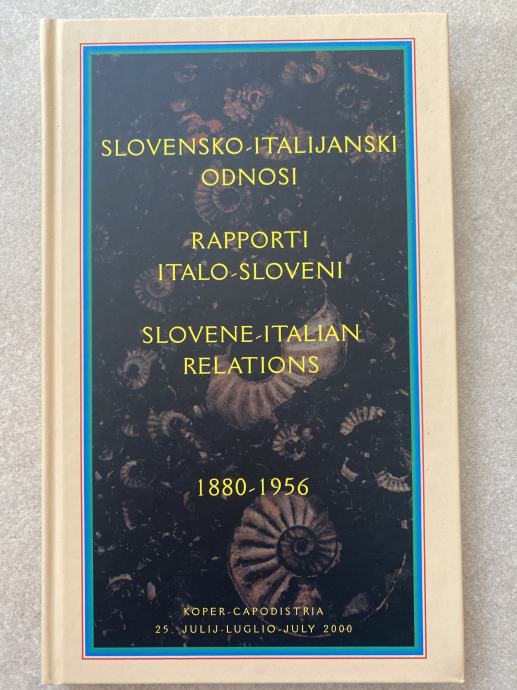 SLOVENSKO-ITALIJANSKI
ODNOSI
RAPPORTI
ITALO-SLOVENI
SLOVENE-ITALIAN
RELATIONS
1880-1956
KOPER-CAPODISTRIA
25. JULIJ-LUGLIO-JULY 2000